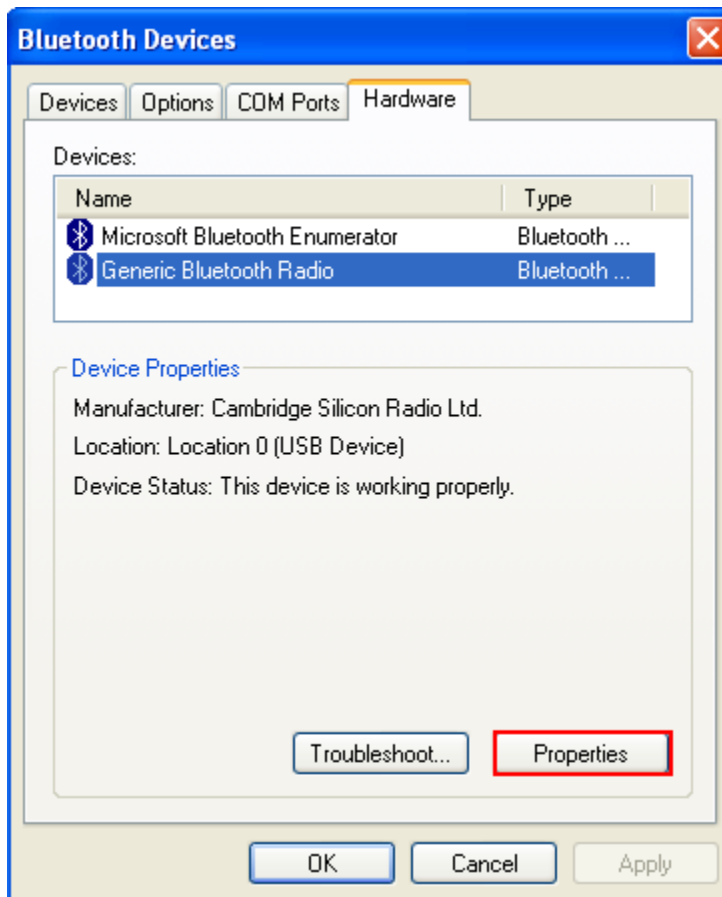 Bluetooth Devices
Devices Options COM Ports Hardware
Devices:
Name Type
Microsoft Bluetooth Enumerator Bluetooth ...
Generic Bluetooth Radio Bluetooth ...
Device Properties
Manufacturer: Cambridge Silicon Radio Ltd.
Location: Location 0 (USB Device)
Device Status: This device is working properly.
Troubleshoot... Properties
OK Cancel Apply